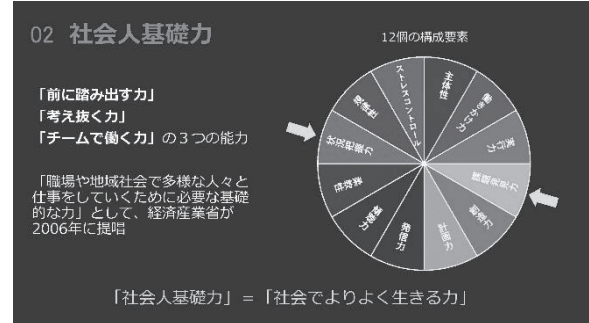 02 社会人基礎力
「前に踏み出す力」
「考え抜く力」
「チームで働く力」の３つの能力
「職場や地域社会で多様な人々と
仕事をしていくために必要な基礎
的な力」として、経済産業省が
2006年に提唱
12個の構成要素
主体性
働きかけ力
実行力
課題発見力
創造力
計画力
発信力
傾聴力
柔軟性
状況把握力
規律性
ストレスコントロール
「社会人基礎力」＝「社会でよりよく生きる力」